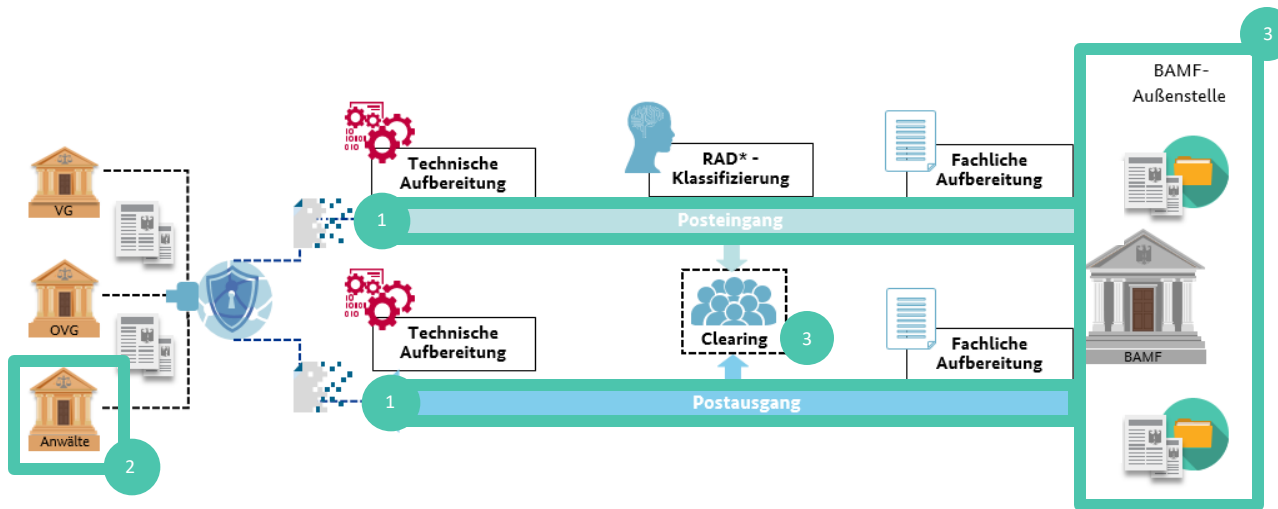 3
BAMF-
Außenstelle
Technische
Aufbereitung
RAD* -
Klassifizierung
Fachliche
Aufbereitung
VG
1
Posteingang
OVG
Technische
Aufbereitung
Clearing
3
Fachliche
Aufbereitung
BAMF
1
Postausgang
Anwälte
2